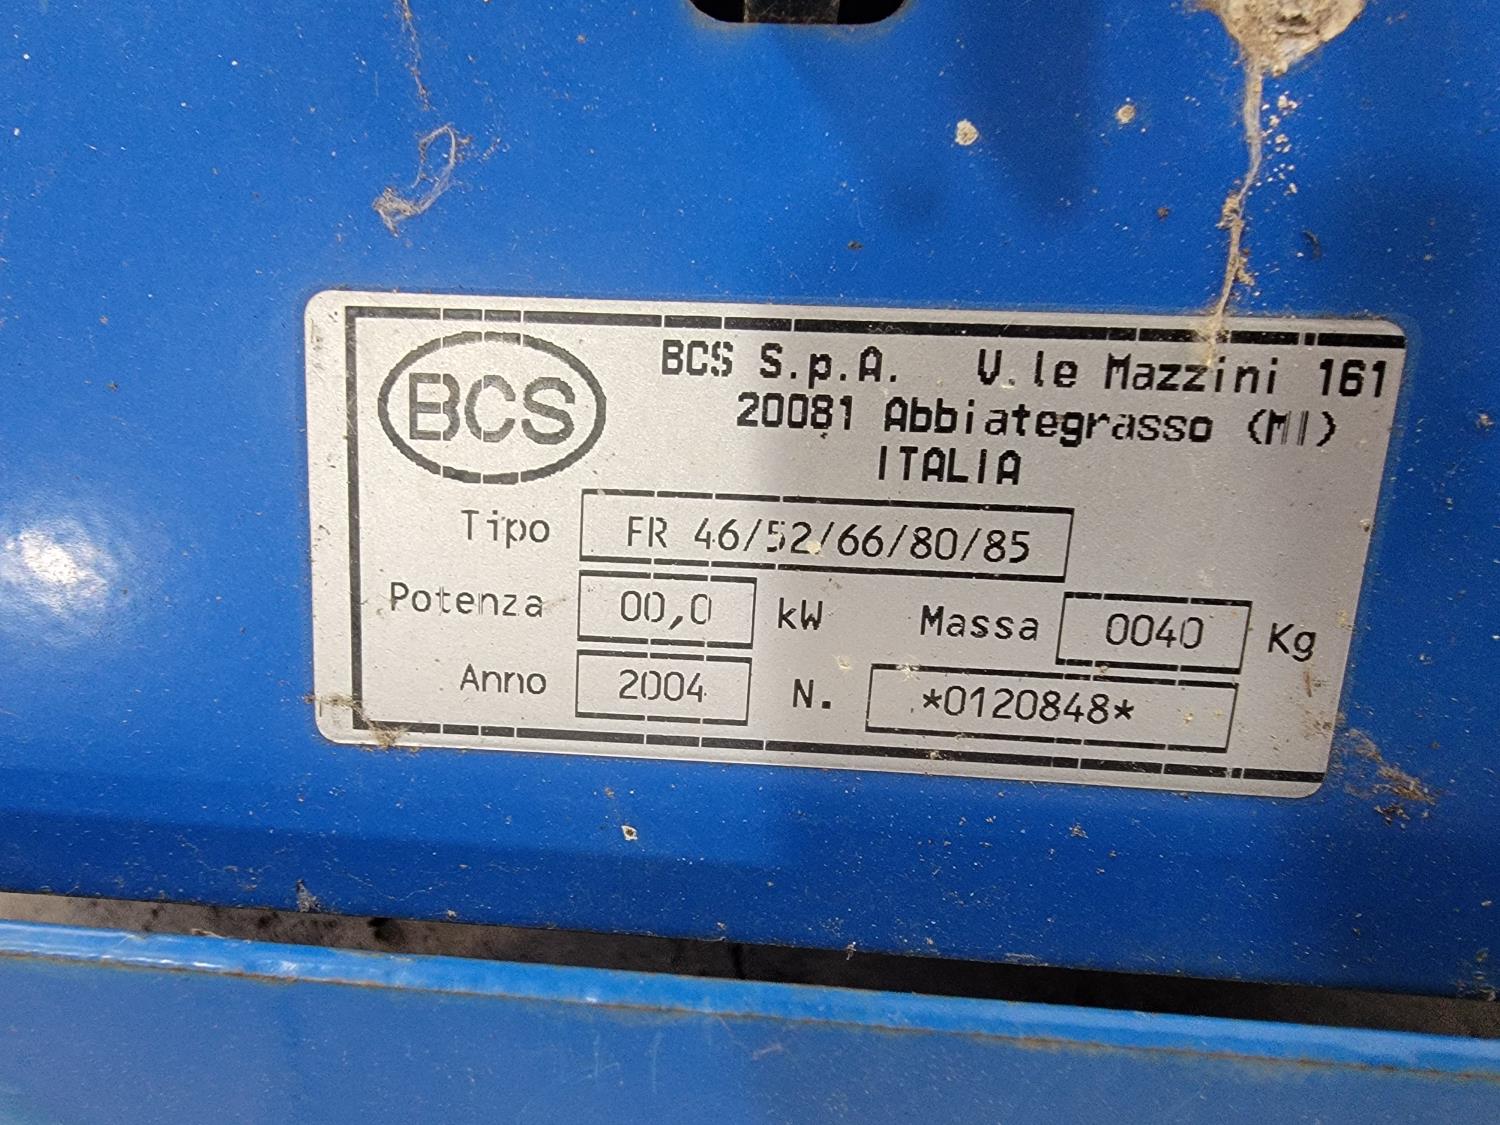 BCS
BCS S.p.A. V.le Mazzini 161
20081 Abbiategrasso (MI)
ITALIA
Tipo FR 46/52/66/80/85
Potenza 00,0 kW Massa 0040 Kg
Anno 2004 N. *0120848*